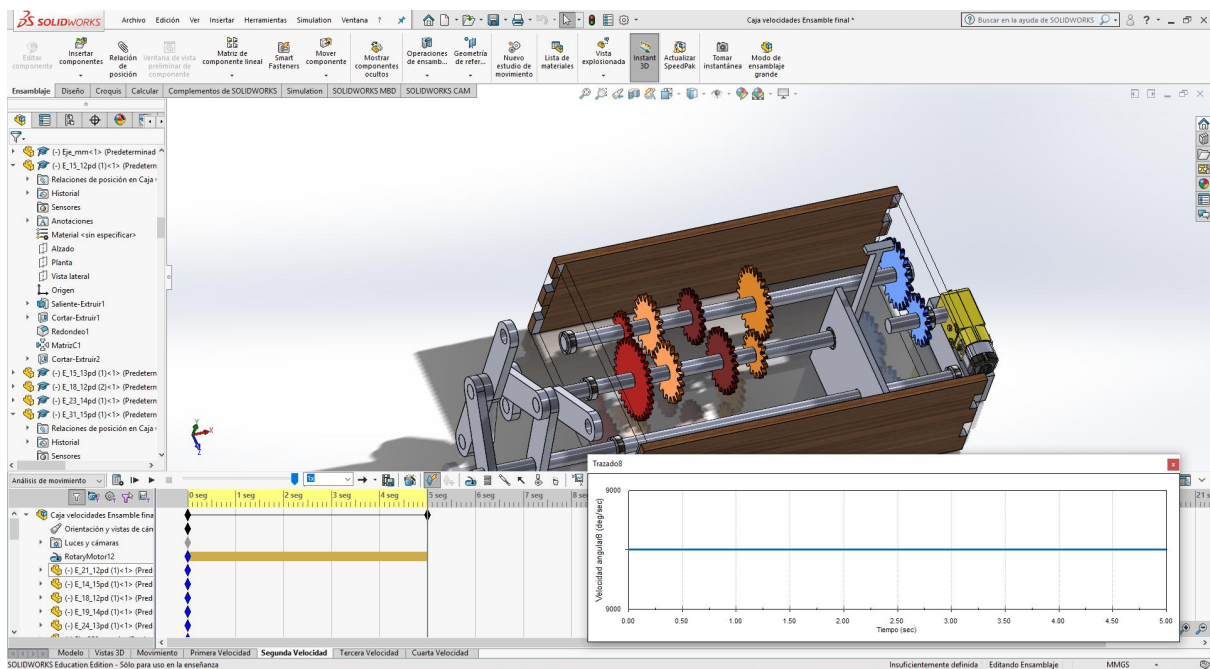 SOLIDWORKS Archivo Edición Ver Insertar Herramientas Simulation Ventana ? Caja velocidades Ensamble final * Buscar en la ayuda de SOLIDWORKS
Editar componente
Insertar componentes
Relación de posición
Ventana de vista preliminar de componente
Matriz de componente lineal
Smart Fasteners
Mover componente
Mostrar componentes ocultos
Operaciones de ensamb...
Geometría de refer...
Nuevo estudio de movimiento
Lista de materiales
Vista explosionada
Instant 3D
Actualizar SpeedPak
Tomar instantánea
Modo de ensamblaje grande
Ensamblaje Diseño Croquis Calcular Complementos de SOLIDWORKS Simulation SOLIDWORKS MBD SOLIDWORKS CAM
(-) Eje_mm<1> (Predeterminad
(-) E_15_12pd (1)<1> (Predetern
Relaciones de posición en Caja
Historial
Sensores
Anotaciones
Material <sin especificar>
Alzado
Planta
Vista lateral
Origen
Saliente-Extruir1
Cortar-Extruir1
Redondeo1
MatrizC1
Cortar-Extruir2
(-) E_15_13pd (1)<1> (Predetern
(-) E_18_12pd (2)<1> (Predetern
(-) E_23_14pd (1)<1> (Predetern
(-) E_31_15pd (1)<1> (Predetern
Relaciones de posición en Caja
Historial
Sensores
Y
X
Z
Análisis de movimiento
1x
0 seg 1 seg 2 seg 3 seg 4 seg 5 seg 6 seg 7 seg 8 se 21 s
Caja velocidades Ensamble fina
Orientación y vistas de cán
Luces y cámaras
RotaryMotor12
(-) E_21_12pd (1)<1> (Pred
(-) E_14_15pd (1)<1> (Pred
(-) E_18_12pd (1)<1> (Pred
(-) E_19_14pd (1)<1> (Pred
(-) E_24_13pd (1)<1> (Pred
Trazado8
Velocidad angular8 (deg/sec)
9000
9000
0.00 0.50 1.00 1.50 2.00 2.50 3.00 3.50 4.00 4.50 5.00
Tiempo (sec)
Modelo Vistas 3D Movimiento Primera Velocidad Segunda Velocidad Tercera Velocidad Cuarta Velocidad
SOLIDWORKS Education Edition - Sólo para uso en la enseñanza Insuficientemente definida Editando Ensamblaje MMGS